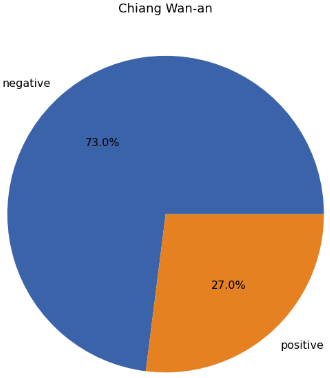 Chiang Wan-an
negative
73.0%
27.0%
positive